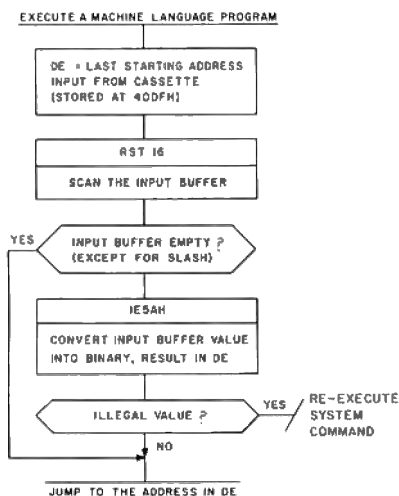 EXECUTE A MACHINE LANGUAGE PROGRAM
DE = LAST STARTING ADDRESS
INPUT FROM CASSETTE
(STORED AT 40DFH)
RST 16
SCAN THE INPUT BUFFER
YES
INPUT BUFFER EMPTY ?
(EXCEPT FOR SLASH)
1E5AH
CONVERT INPUT BUFFER VALUE
INTO BINARY, RESULT IN DE
ILLEGAL VALUE ?
YES
RE-EXECUTE
SYSTEM
COMMAND
NO
JUMP TO THE ADDRESS IN DE